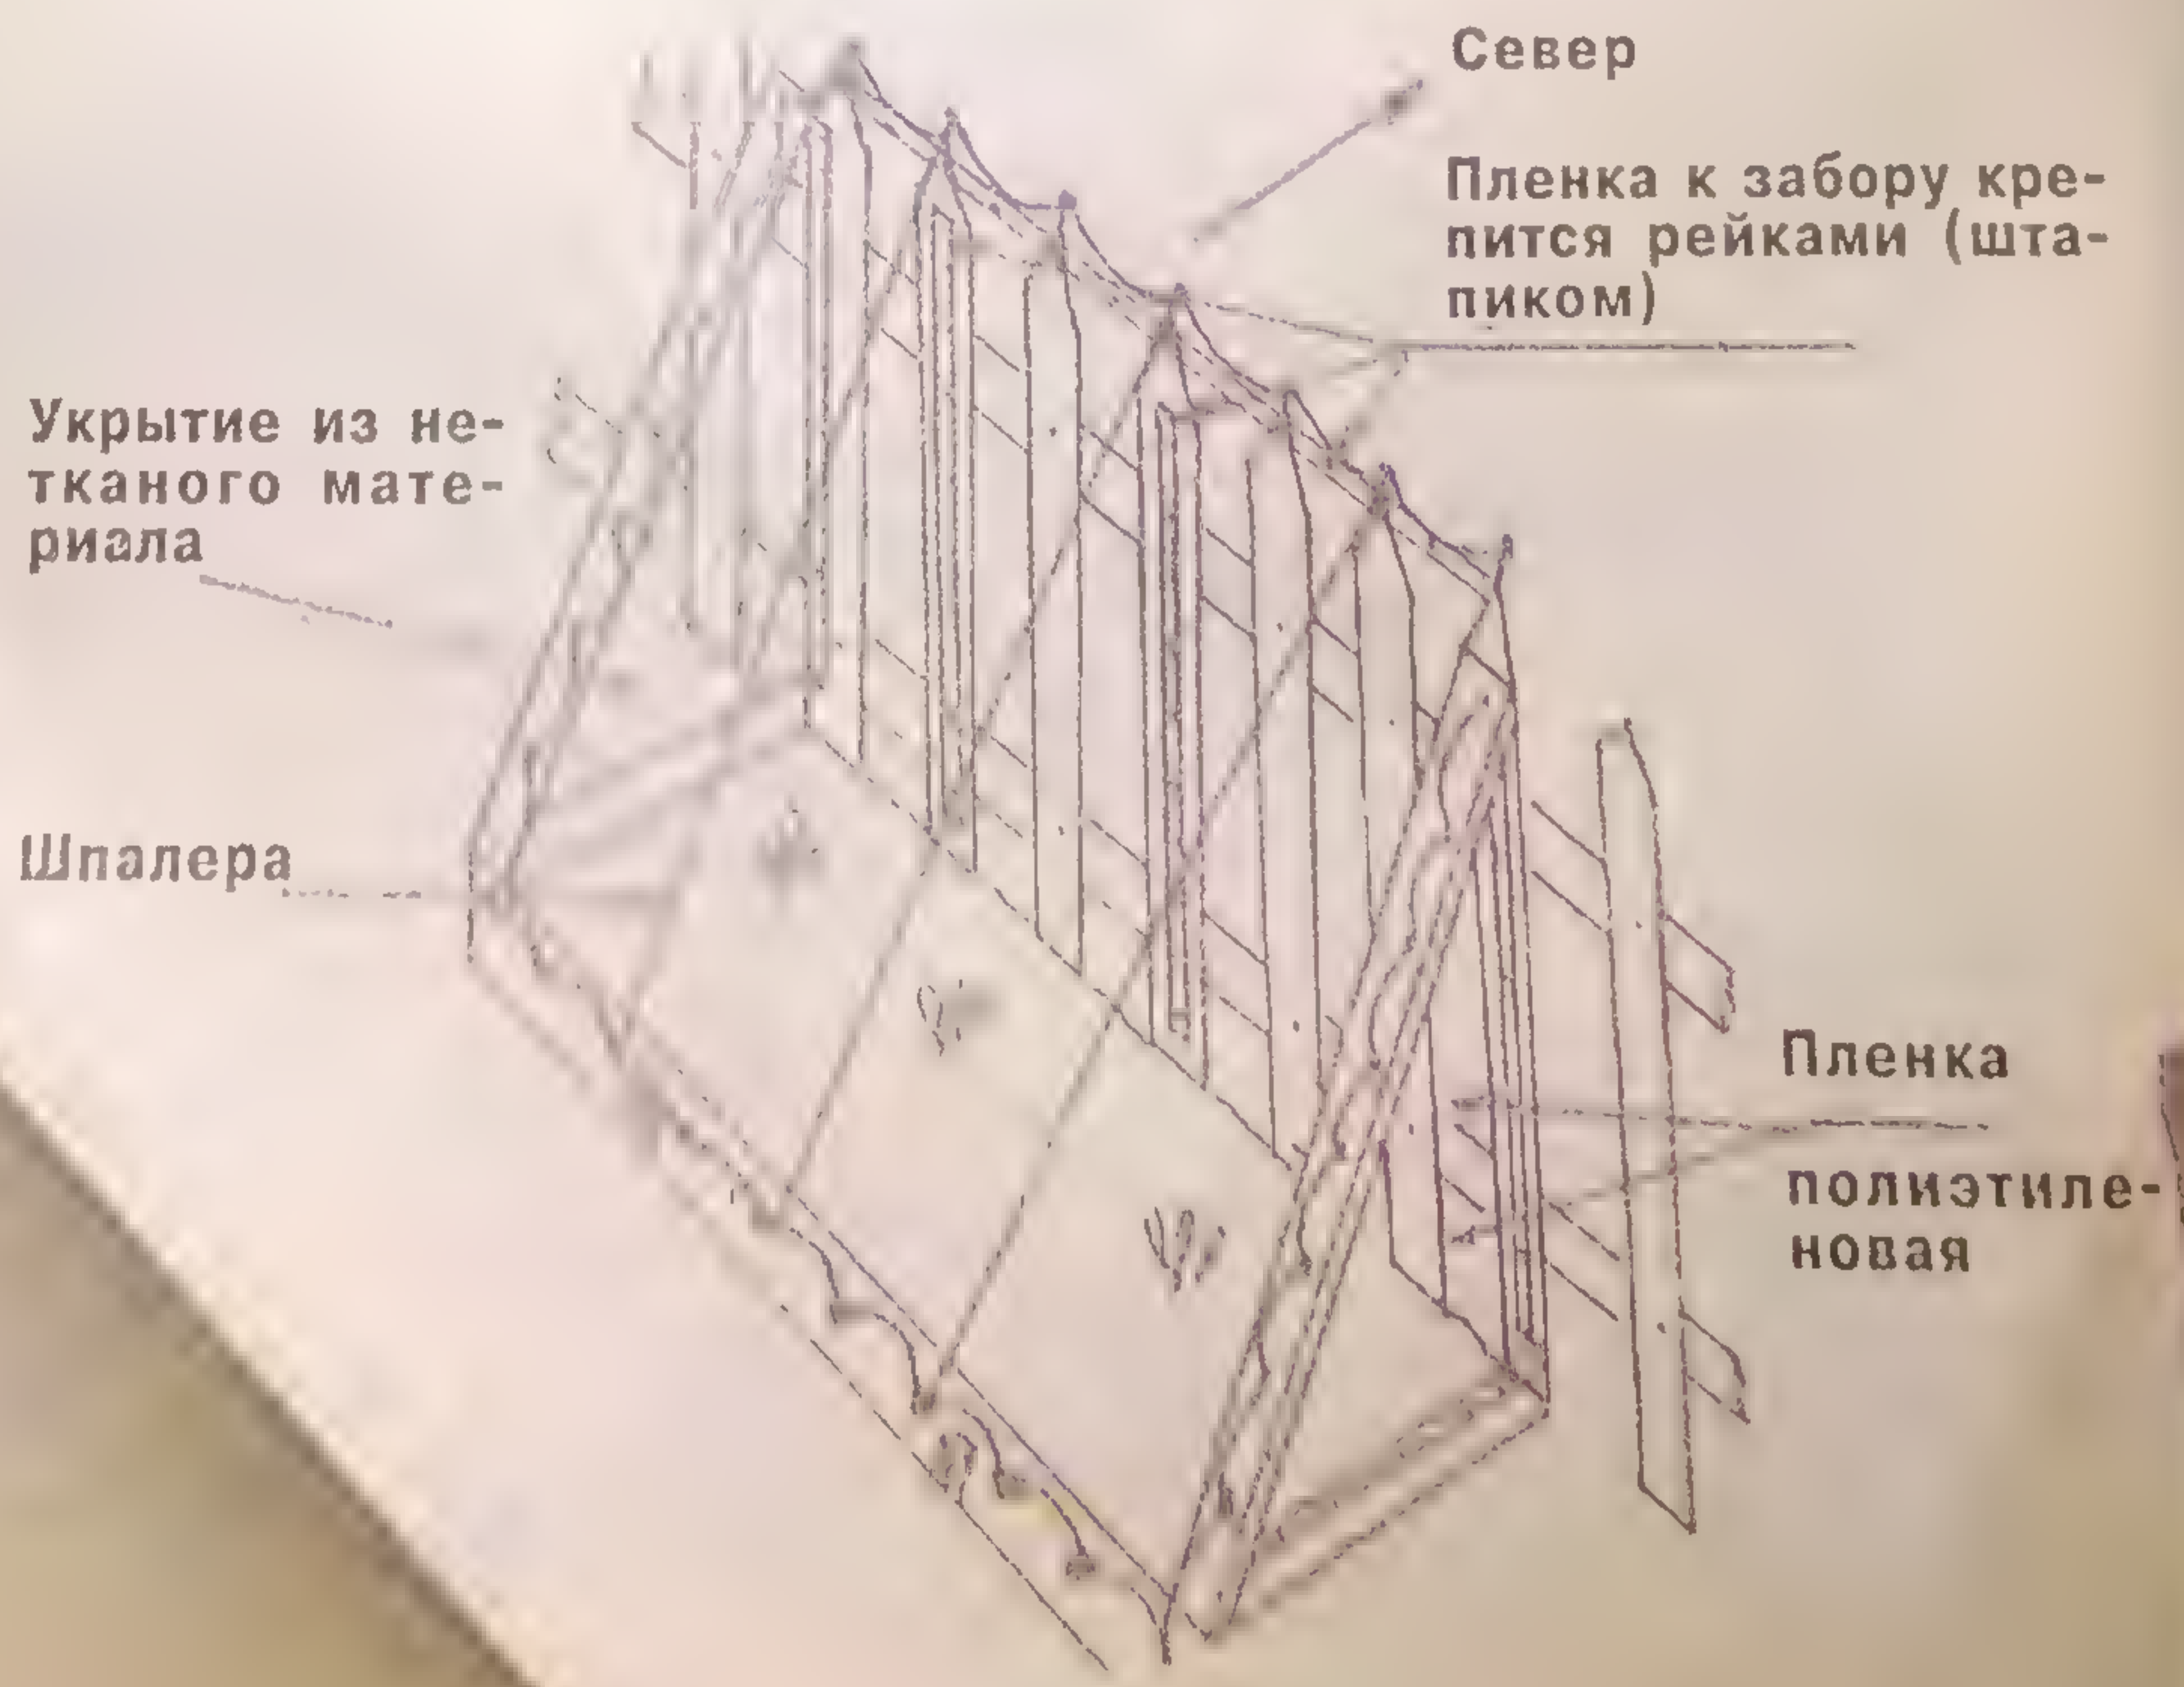 Север
Пленка к забору кре-
пится рейками (шта-
пиком)
Укрытие из не-
тканого мате-
риала
Шпалера
Пленка
полиэтиле-
новая